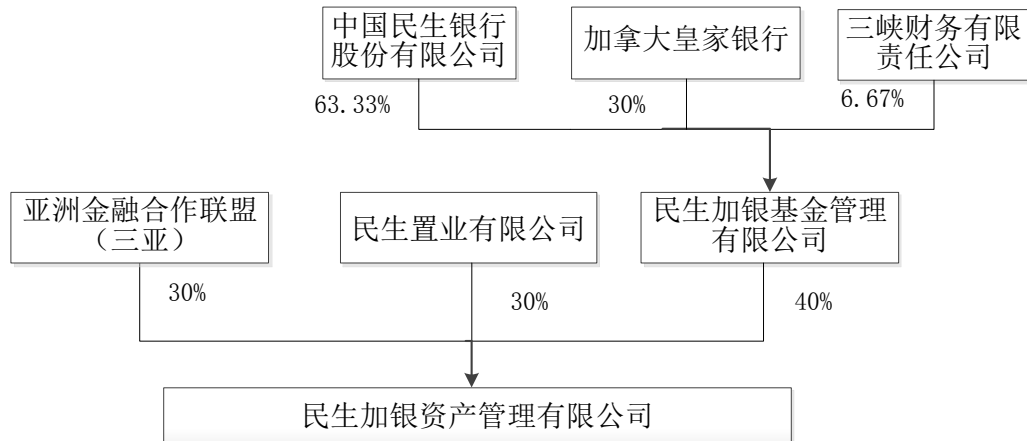 中国民生银行
股份有限公司
加拿大皇家银行
三峡财务有限
责任公司
63.33%
30%
6.67%
亚洲金融合作联盟
（三亚）
民生置业有限公司
民生加银基金管理
有限公司
30%
30%
40%
民生加银资产管理有限公司